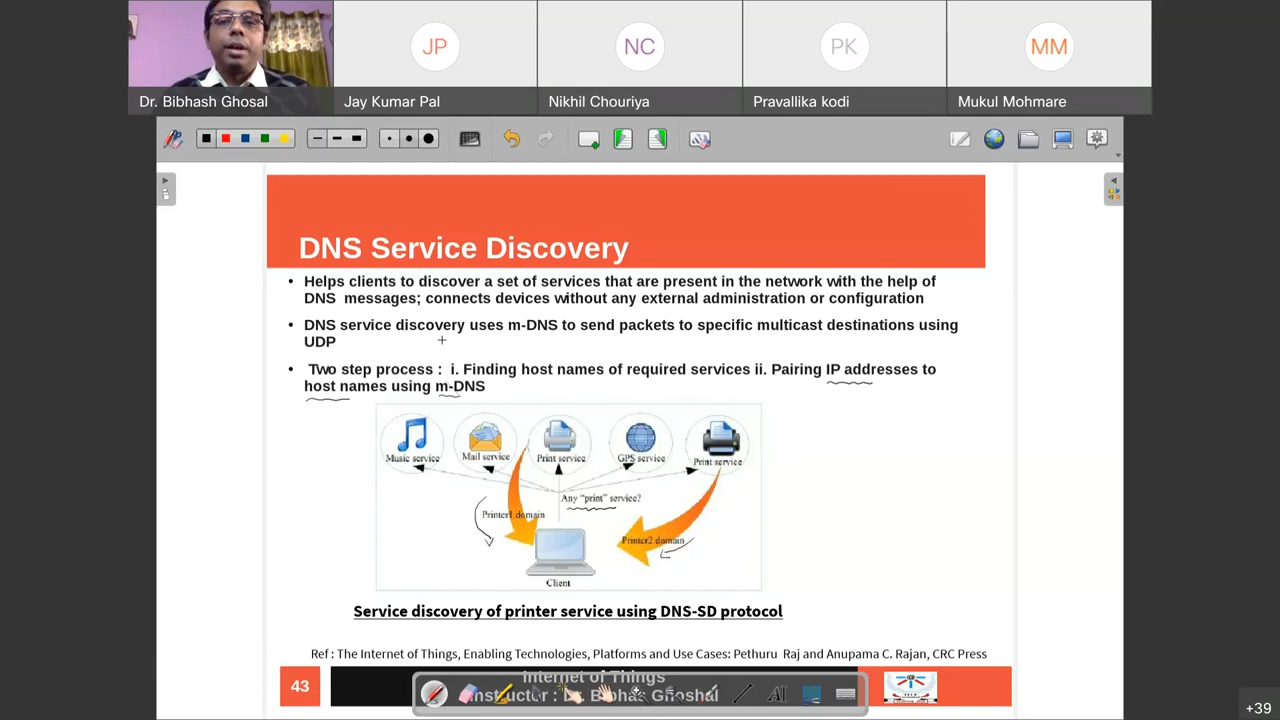 JP
NC
PK
MM
Dr. Bibhash Ghosal
Jay Kumar Pal
Nikhil Chouriya
Pravallika kodi
Mukul Mohmare
DNS Service Discovery
• Helps clients to discover a set of services that are present in the network with the help of
DNS messages; connects devices without any external administration or configuration
• DNS service discovery uses m-DNS to send packets to specific multicast destinations using
UDP
• Two step process : i. Finding host names of required services ii. Pairing IP addresses to
host names using m-DNS
Music service
Mail service
Print service
GPS service
Print service
Any "print" service?
Printer1 domain
Printer2 domain
Client
Service discovery of printer service using DNS-SD protocol
Ref : The Internet of Things, Enabling Technologies, Platforms and Use Cases: Pethuru Raj and Anupama C. Rajan, CRC Press
43
Internet of Things
Instructor : Dr. Bibhas Ghoshal
AI
+39